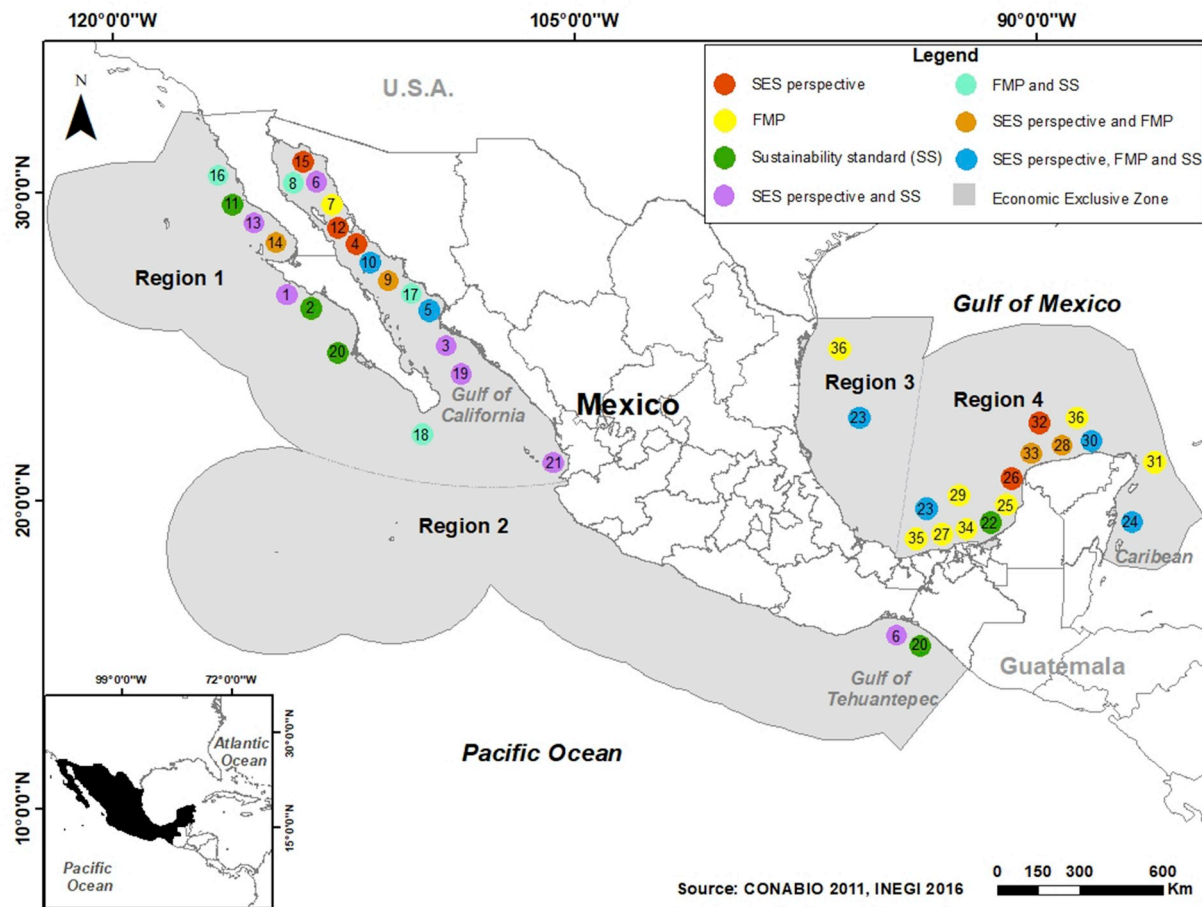 120°0'0"W
105°0'0"W
90°0'0"W
N
U.S.A.
Legend
SES perspective
FMP
Sustainability standard (SS)
SES perspective and SS
FMP and SS
SES perspective and FMP
SES perspective, FMP and SS
Economic Exclusive Zone
30°0'0"N
20°0'0"N
10°0'0"N
15
16
8
6
11
7
13
12
14
4
10
Region 1
9
1
17
2
5
3
20
19
Gulf of
California
18
21
Mexico
Gulf of Mexico
36
Region 3
23
Region 4
32
36
30
28
33
31
26
29
25
23
22
24
34
27
35
Caribean
Region 2
6
20
Guatemala
Gulf of
Tehuantepec
Pacific Ocean
99°0'0"W
72°0'0"W
30°0'0"N
15°0'0"N
Atlantic
Ocean
Pacific
Ocean
Source: CONABIO 2011, INEGI 2016
0 150 300 600
Km